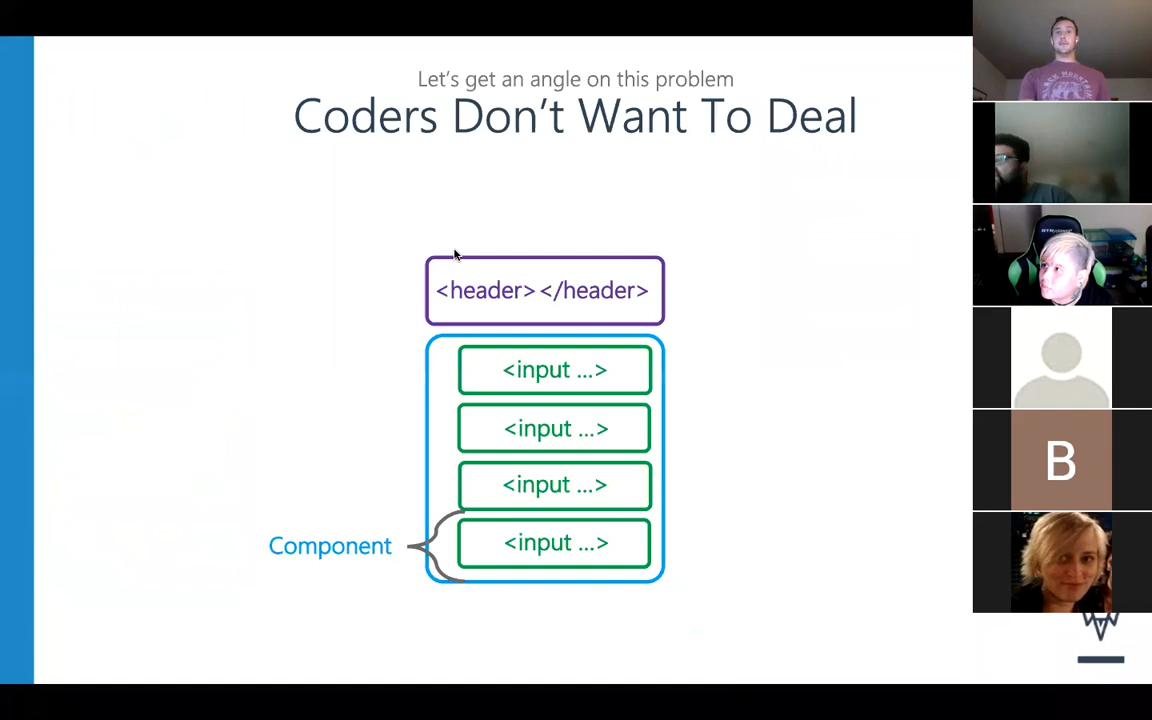 Let's get an angle on this problem
Coders Don't Want To Deal
<header></header>
<input ...>
<input ...>
<input ...>
<input ...>
Component
B